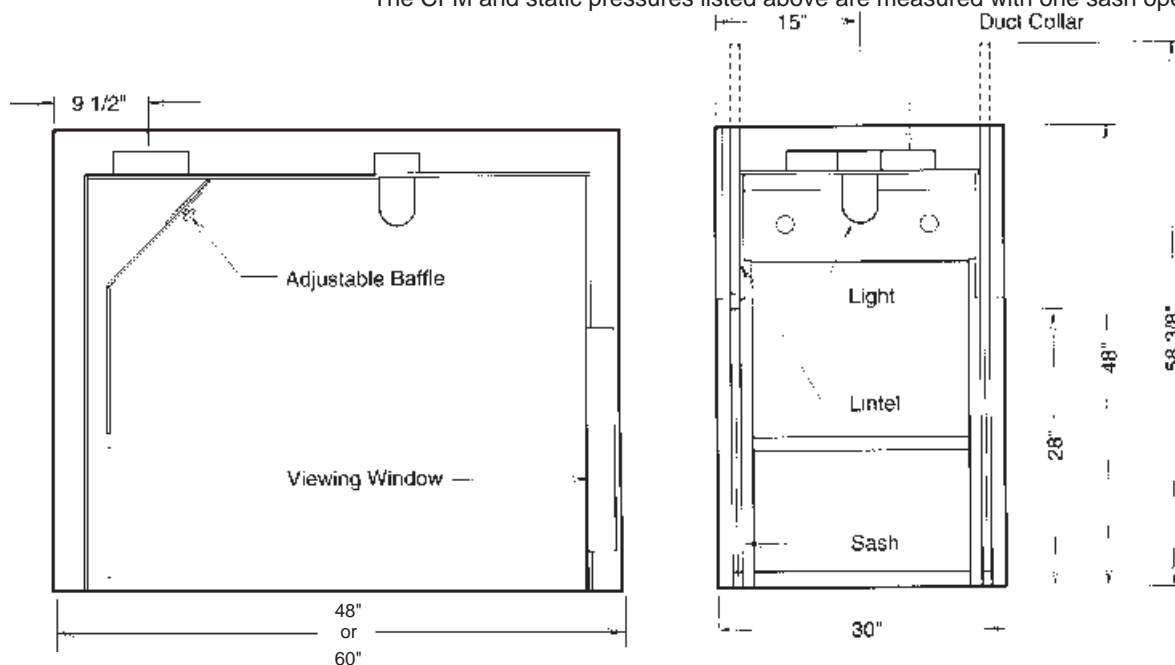 The CFM and static pressures listed above are measured with one sash ope
15"
Duct Collar
9 1/2"
Adjustable Baffle
Light
Lintel
Viewing Window
Sash
28"
48"
58 3/8"
48"
or
60"
30"